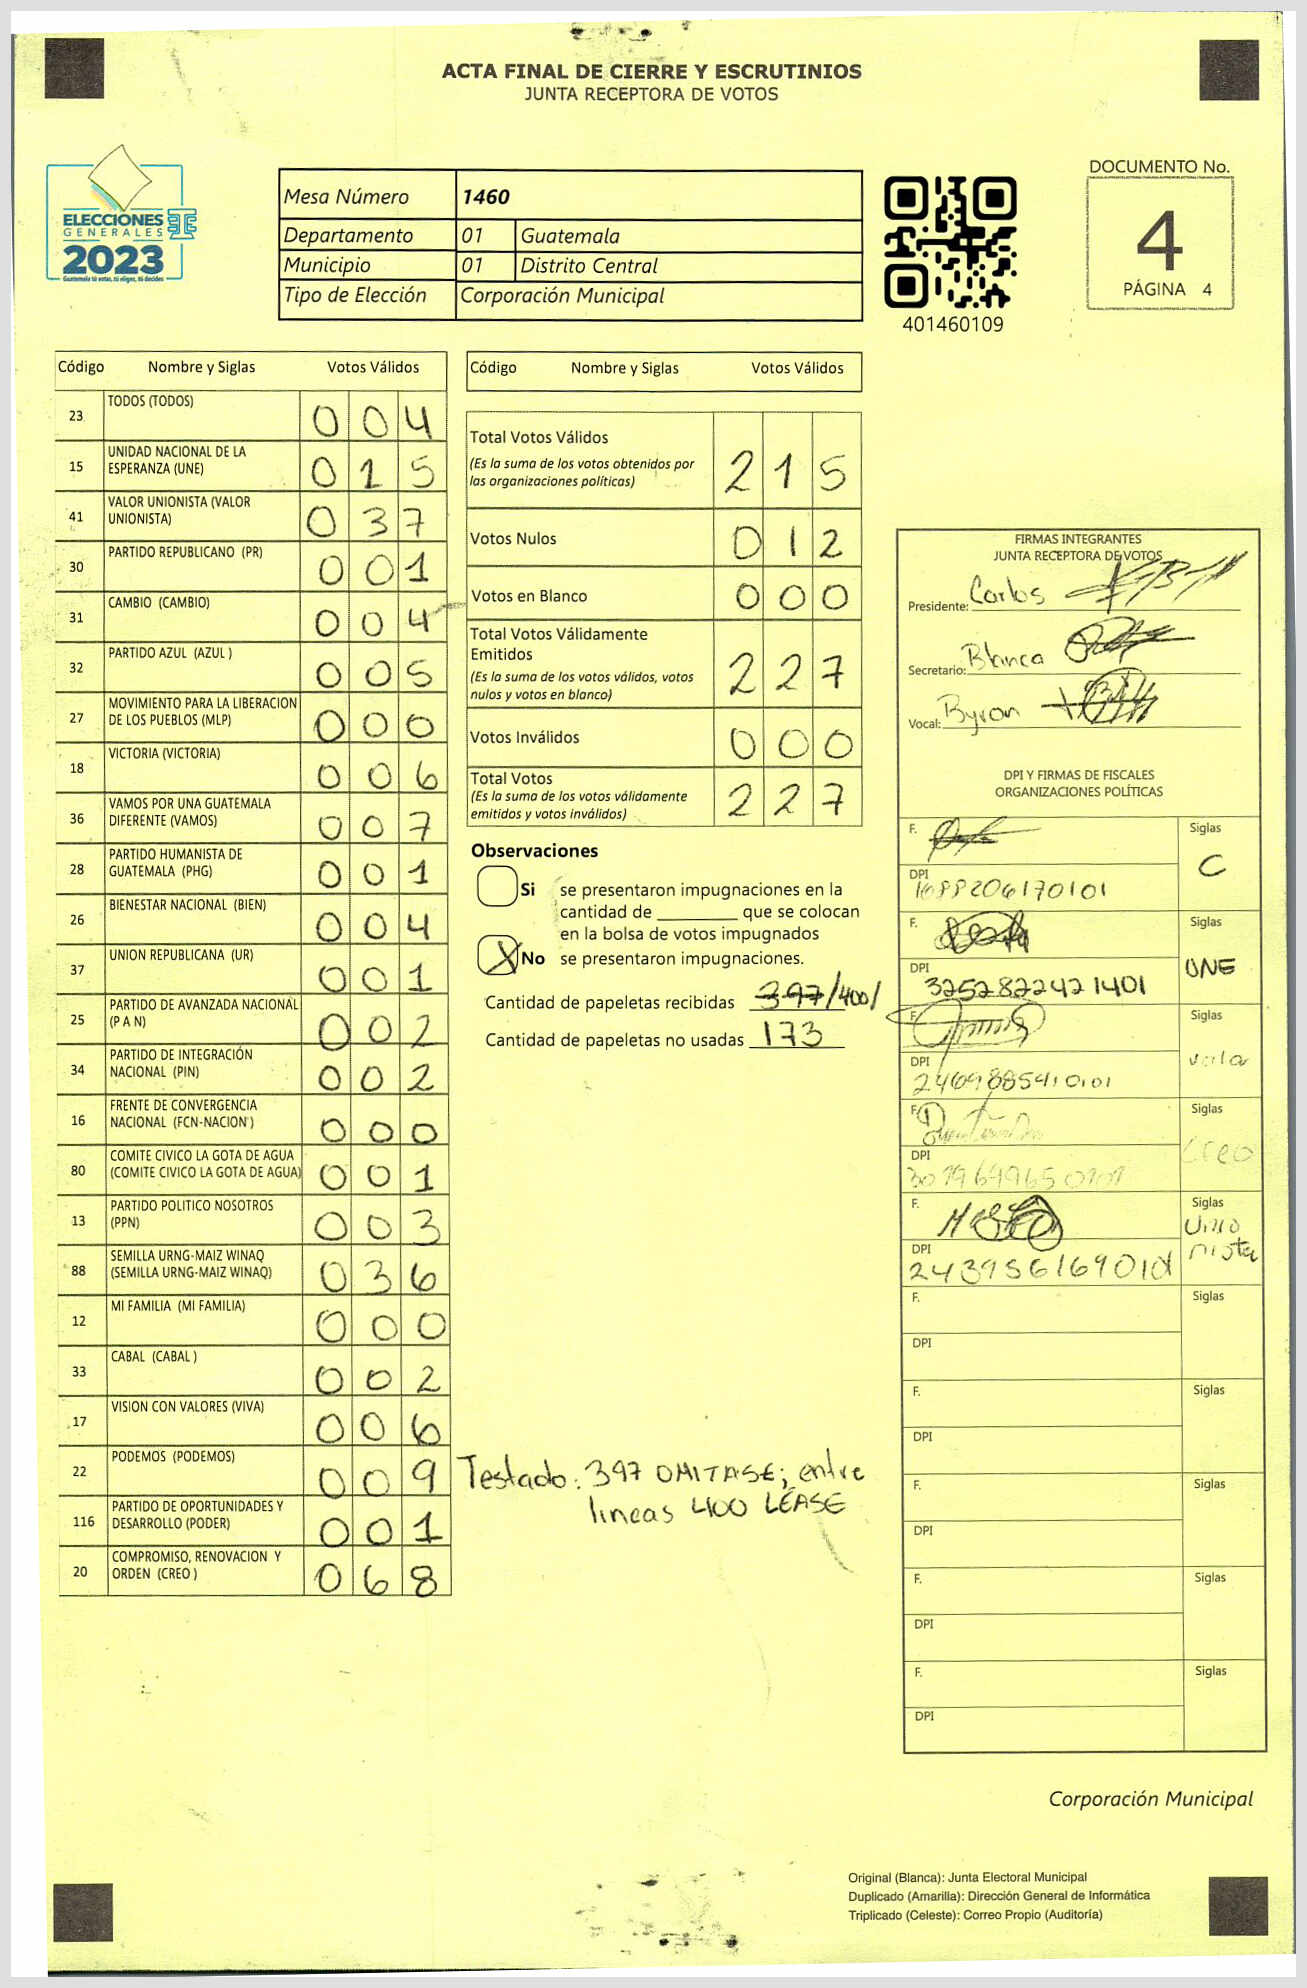 ACTA FINAL DE CIERRE Y ESCRUTINIOS
JUNTA RECEPTORA DE VOTOS
ELECCIONES
GENERALES
2023
Guatemala tú votas, tú eliges, tú decides
Mesa Número 1460
Departamento 01 Guatemala
Municipio 01 Distrito Central
Tipo de Elección Corporación Municipal
401460109
DOCUMENTO No.
4
PÁGINA 4
Código Nombre y Siglas Votos Válidos
23 TODOS (TODOS) 0 0 4
15 UNIDAD NACIONAL DE LA ESPERANZA (UNE) 0 1 5
41 VALOR UNIONISTA (VALOR UNIONISTA) 0 3 7
30 PARTIDO REPUBLICANO (PR) 0 0 1
31 CAMBIO (CAMBIO) 0 0 4
32 PARTIDO AZUL (AZUL ) 0 0 5
27 MOVIMIENTO PARA LA LIBERACION DE LOS PUEBLOS (MLP) 0 0 0
18 VICTORIA (VICTORIA) 0 0 6
36 VAMOS POR UNA GUATEMALA DIFERENTE (VAMOS) 0 0 7
28 PARTIDO HUMANISTA DE GUATEMALA (PHG) 0 0 1
26 BIENESTAR NACIONAL (BIEN) 0 0 4
37 UNION REPUBLICANA (UR) 0 0 1
25 PARTIDO DE AVANZADA NACIONAL (P A N) 0 0 2
34 PARTIDO DE INTEGRACIÓN NACIONAL (PIN) 0 0 2
16 FRENTE DE CONVERGENCIA NACIONAL (FCN-NACION ) 0 0 0
80 COMITE CIVICO LA GOTA DE AGUA (COMITE CIVICO LA GOTA DE AGUA) 0 0 1
13 PARTIDO POLITICO NOSOTROS (PPN) 0 0 3
88 SEMILLA URNG-MAIZ WINAQ (SEMILLA URNG-MAIZ WINAQ) 0 3 6
12 MI FAMILIA (MI FAMILIA) 0 0 0
33 CABAL (CABAL ) 0 0 2
17 VISION CON VALORES (VIVA) 0 0 6
22 PODEMOS (PODEMOS) 0 0 9
116 PARTIDO DE OPORTUNIDADES Y DESARROLLO (PODER) 0 0 1
20 COMPROMISO, RENOVACION Y ORDEN (CREO ) 0 6 8
Código Nombre y Siglas Votos Válidos
Total Votos Válidos 2 1 5
(Es la suma de los votos obtenidos por
las organizaciones políticas)
Votos Nulos 0 1 2
Votos en Blanco 0 0 0
Total Votos Válidamente
Emitidos 2 2 7
(Es la suma de los votos válidos, votos
nulos y votos en blanco)
Votos Inválidos 0 0 0
Total Votos 2 2 7
(Es la suma de los votos válidamente
emitidos y votos inválidos)
Observaciones
Si se presentaron impugnaciones en la
cantidad de ________ que se colocan
en la bolsa de votos impugnados
X No se presentaron impugnaciones.
Cantidad de papeletas recibidas 397/400/
Cantidad de papeletas no usadas 173
Testado: 397 OMITASE; entre
lineas 400 LÉASE
FIRMAS INTEGRANTES
JUNTA RECEPTORA DE VOTOS
Presidente: Carlos
Secretario: Blanca
Vocal: Byron
DPI Y FIRMAS DE FISCALES
ORGANIZACIONES POLÍTICAS
F. Siglas
C
DPI
1688206170101
F. Siglas
UNE
DPI
3252822421401
F. Siglas
DPI
2469885410101
F. Siglas
Creo
DPI
F. Siglas
Unio
nista
DPI
F. Siglas
DPI
F. Siglas
DPI
F. Siglas
DPI
F. Siglas
DPI
F. Siglas
DPI
Corporación Municipal
Original (Blanca): Junta Electoral Municipal
Duplicado (Amarilla): Dirección General de Informática
Triplicado (Celeste): Correo Propio (Auditoría)